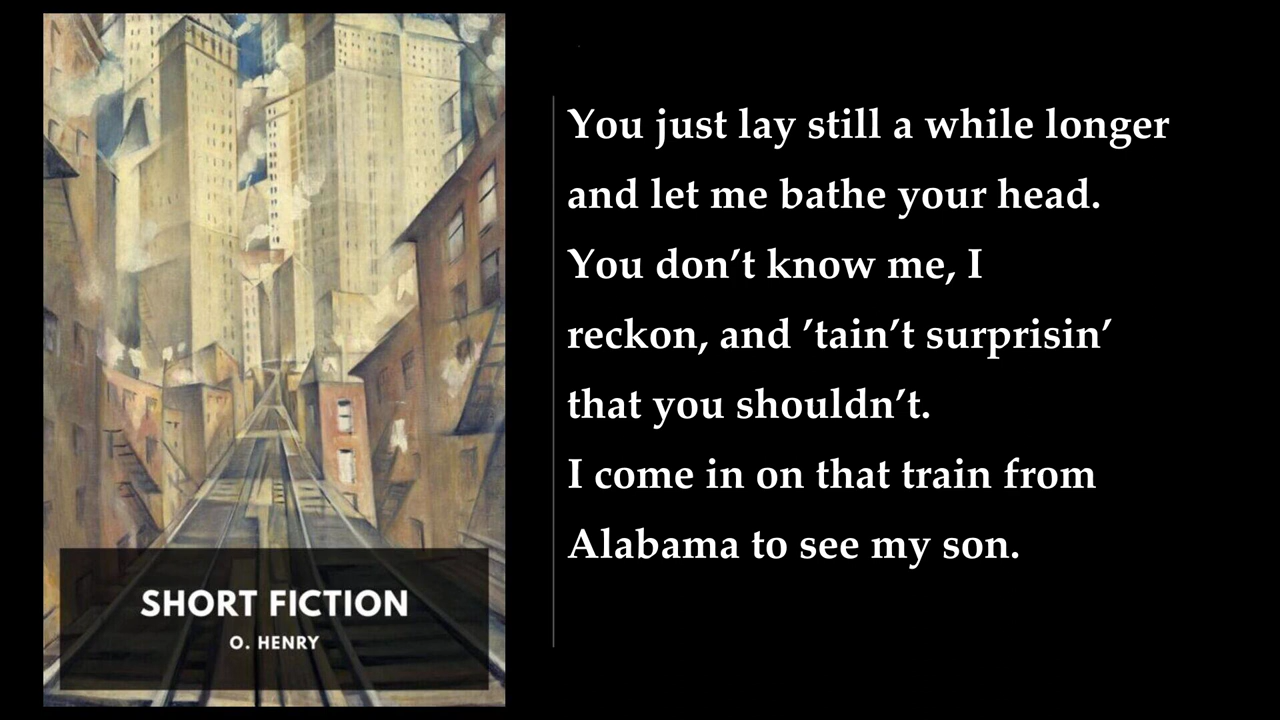 SHORT FICTION
O. HENRY
You just lay still a while longer
and let me bathe your head.
You don’t know me, I
reckon, and ’tain’t surprisin’
that you shouldn’t.
I come in on that train from
Alabama to see my son.